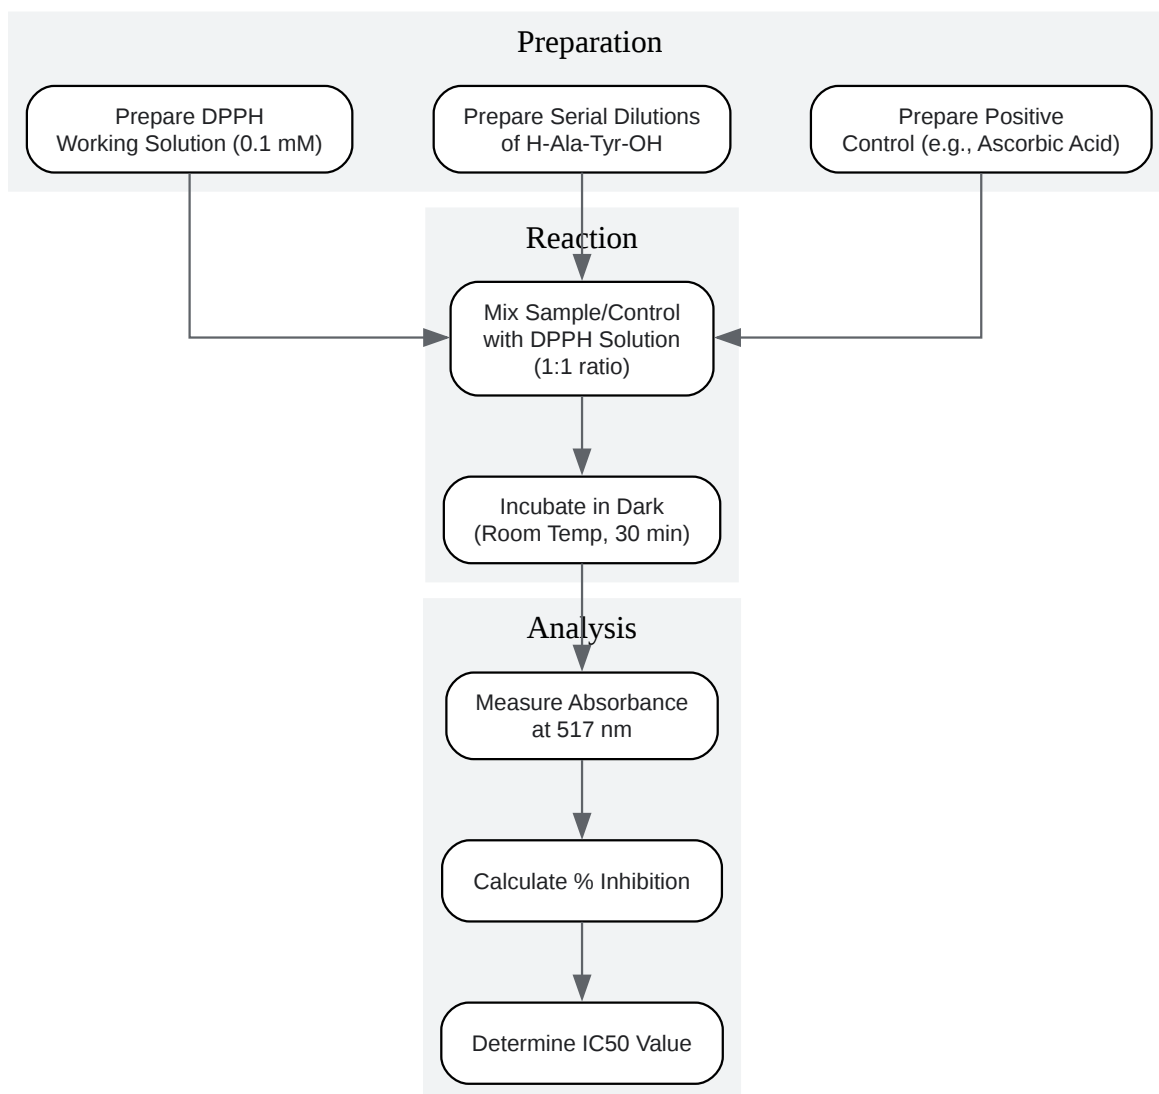 Preparation
Prepare DPPH
Working Solution (0.1 mM)
Prepare Serial Dilutions
of H-Ala-Tyr-OH
Prepare Positive
Control (e.g., Ascorbic Acid)
Reaction
Mix Sample/Control
with DPPH Solution
(1:1 ratio)
Incubate in Dark
(Room Temp, 30 min)
Analysis
Measure Absorbance
at 517 nm
Calculate % Inhibition
Determine IC50 Value